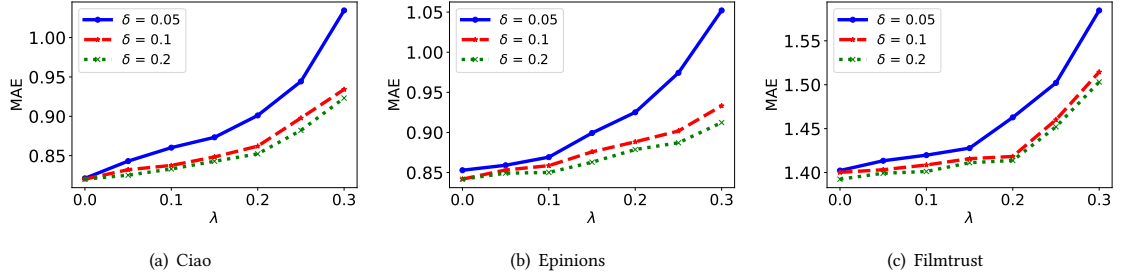 δ = 0.05
δ = 0.1
δ = 0.2
MAE
1.00
0.95
0.90
0.85
0.0 0.1 0.2 0.3
λ
(a) Ciao
δ = 0.05
δ = 0.1
δ = 0.2
MAE
1.05
1.00
0.95
0.90
0.85
0.0 0.1 0.2 0.3
λ
(b) Epinions
δ = 0.05
δ = 0.1
δ = 0.2
MAE
1.55
1.50
1.45
1.40
0.0 0.1 0.2 0.3
λ
(c) Filmtrust